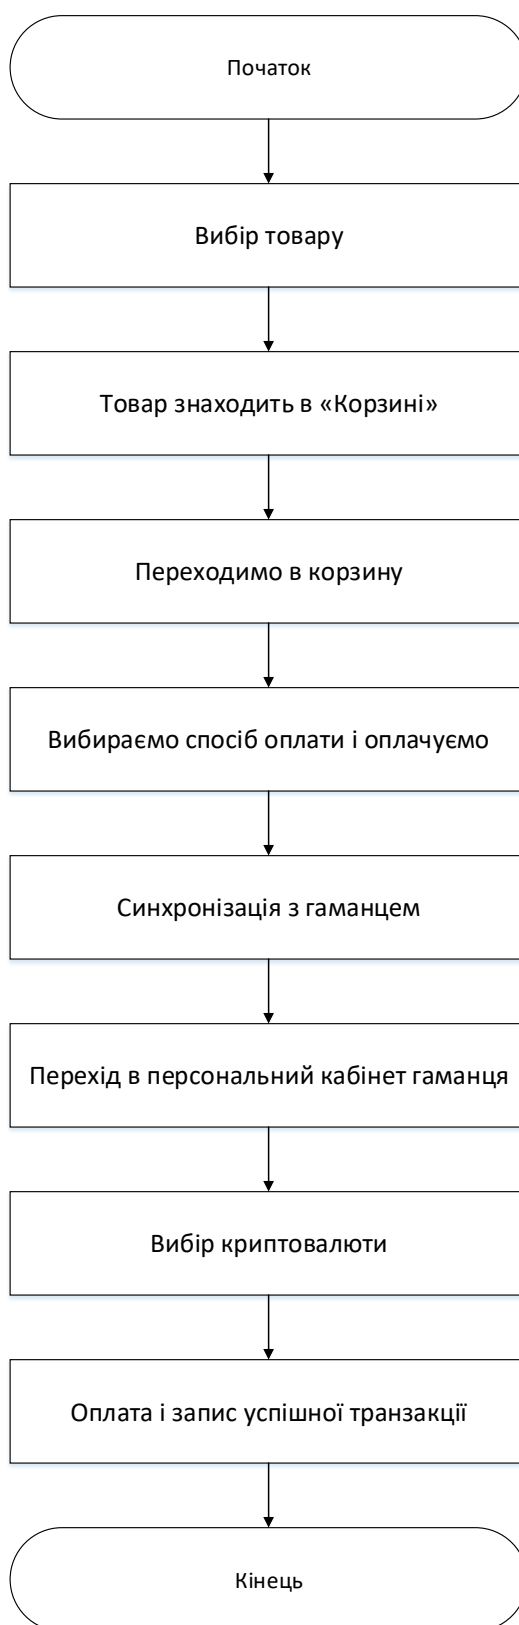 Початок
Вибір товару
Товар знаходить в «Корзині»
Переходимо в корзину
Вибираємо спосіб оплати і оплачуємо
Синхронізація з гаманцем
Перехід в персональний кабінет гаманця
Вибір криптовалюти
Оплата і запис успішної транзакції
Кінець